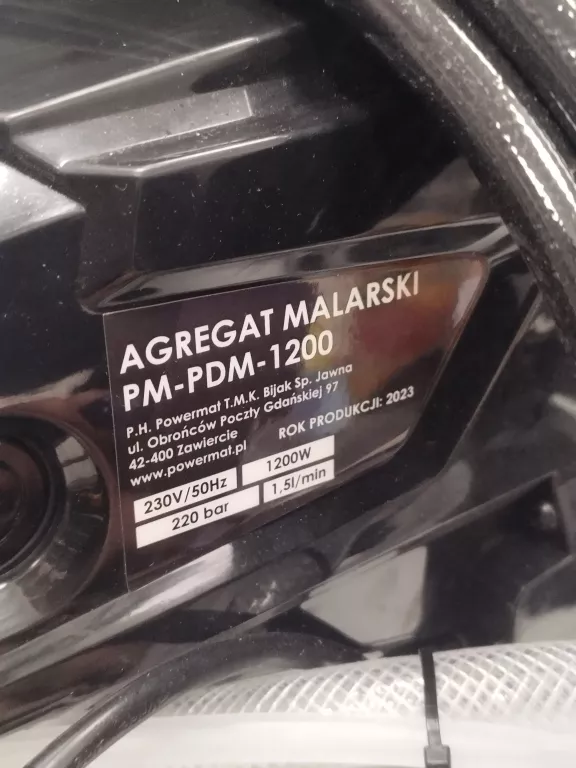 AGREGAT MALARSKI
PM-PDM-1200
P.H. Powermat T.M.K. Bijak Sp. Jawna
ul. Obrońców Poczty Gdańskiej 97
42-400 Zawiercie
www.powermat.pl
ROK PRODUKCJI: 2023
230V/50Hz 1200W
220 bar 1,5l/min